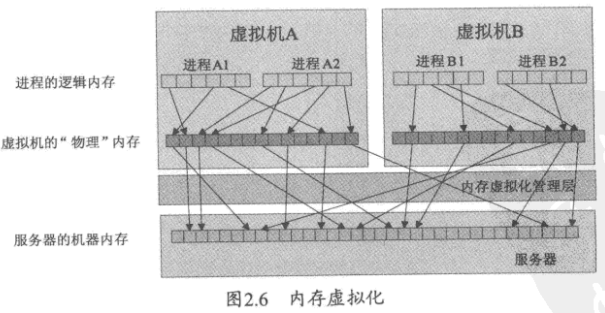 虚拟机A
虚拟机B
进程A1
进程A2
进程B1
进程B2
进程的逻辑内存
虚拟机的“物理”内存
内存虚拟化管理层
服务器的机器内存
服务器
图2.6 内存虚拟化